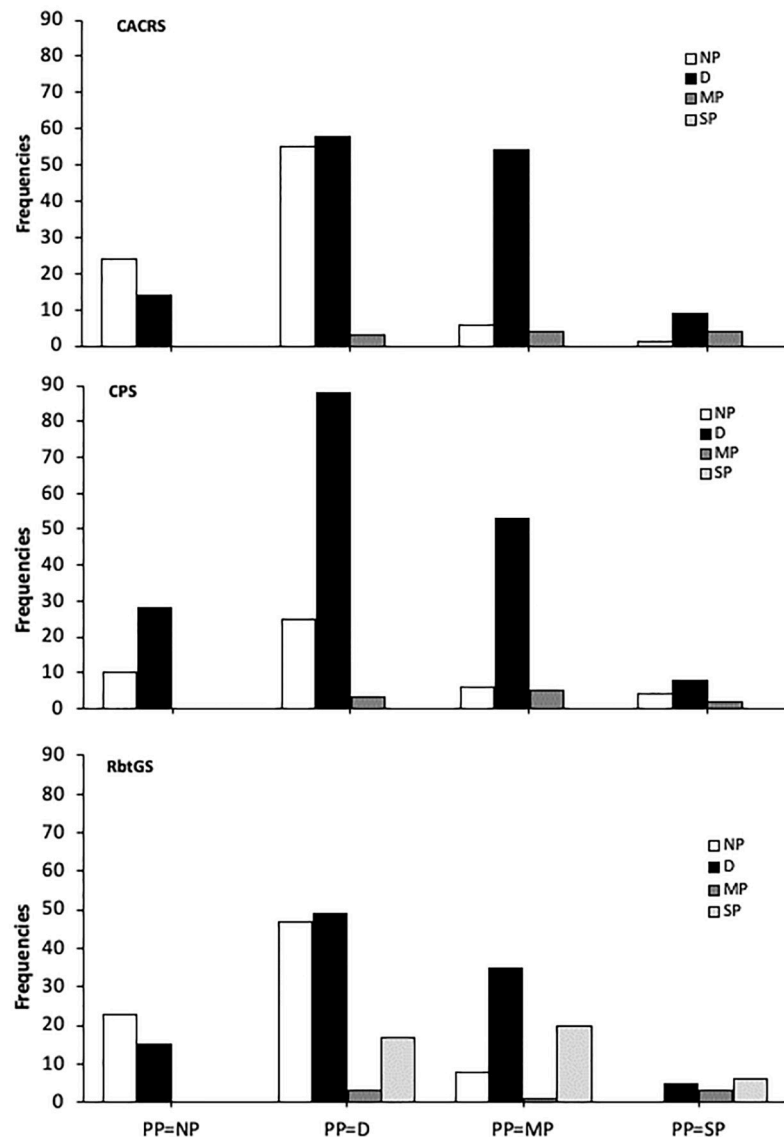 CACRS
NP
D
MP
SP
Frequencies
90
80
70
60
50
40
30
20
10
0
CPS
NP
D
MP
SP
Frequencies
90
80
70
60
50
40
30
20
10
0
RbtGS
NP
D
MP
SP
Frequencies
90
80
70
60
50
40
30
20
10
0
PP=NP PP=D PP=MP PP=SP